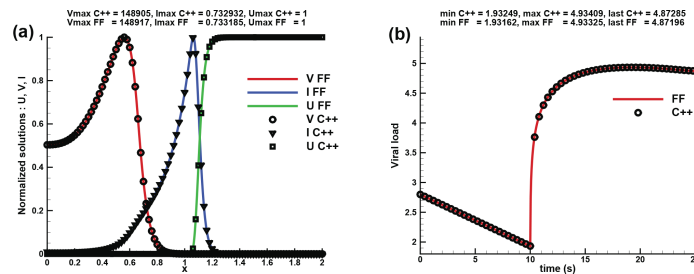 Vmax C++ = 148905, Imax C++ = 0.732932, Umax C++ = 1
Vmax FF = 148917, Imax FF = 0.733185, Umax FF = 1
(a)
Normalized solutions : U, V, I
1
0.8
0.6
0.4
0.2
0
0
0.2
0.4
0.6
0.8
1
1.2
1.4
1.6
1.8
2
x
V FF
I FF
U FF
V C++
I C++
U C++
min C++ = 1.93249, max C++ = 4.93409, last C++ = 4.87285
min FF = 1.93162, max FF = 4.93325, last FF = 4.87196
(b)
Viral load
5
4.5
4
3.5
3
2.5
2
0
5
10
15
20
25
time (s)
FF
C++